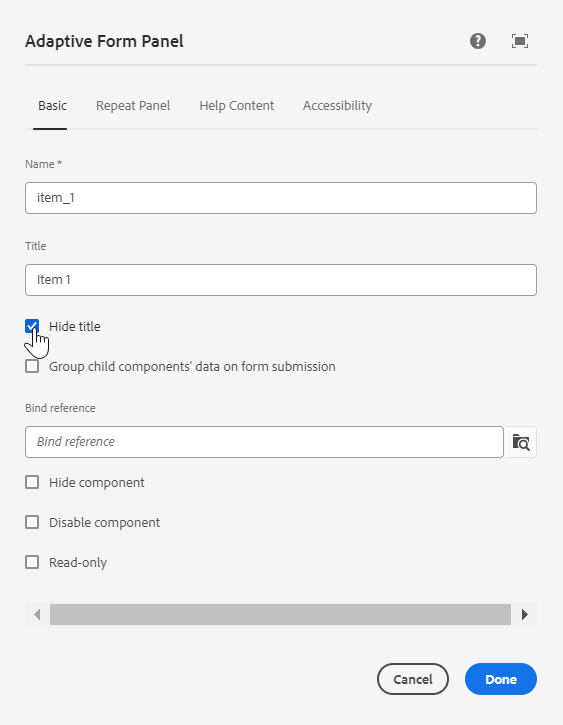 Adaptive Form Panel
Basic Repeat Panel Help Content Accessibility
Name *
item_1
Title
Item 1
Hide title
Group child components' data on form submission
Bind reference
Bind reference
Hide component
Disable component
Read-only
Cancel Done